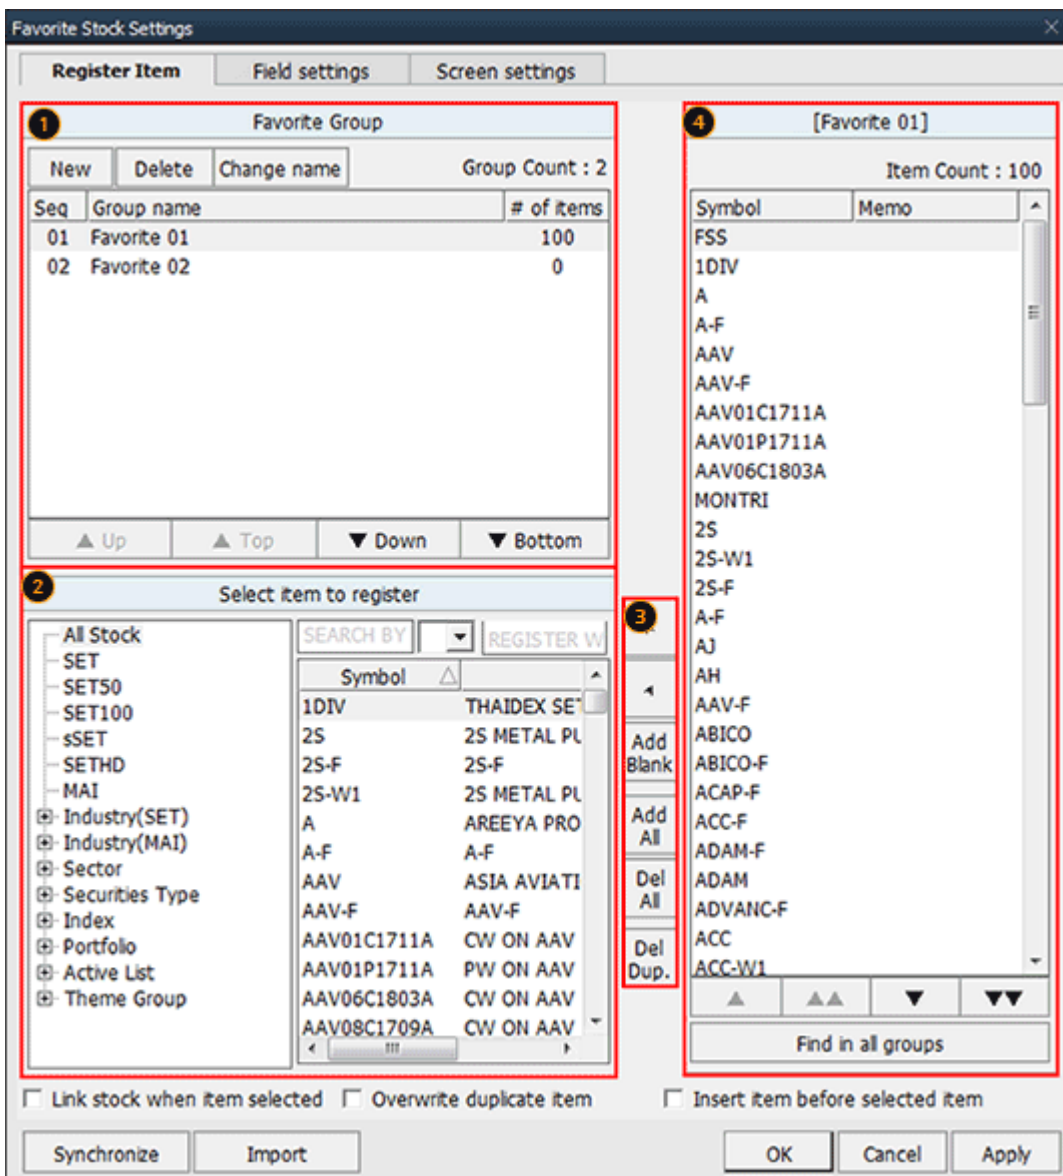 Favorite Stock Settings
Register Item Field settings Screen settings
1 Favorite Group
New Delete Change name Group Count : 2
Seq Group name # of items
01 Favorite 01 100
02 Favorite 02 0
▲ Up ▲ Top ▼ Down ▼ Bottom
2 Select item to register
All Stock
SET
SET50
SET100
sSET
SETHD
MAI
Industry(SET)
Industry(MAI)
Sector
Securities Type
Index
Portfolio
Active List
Theme Group
SEARCH BY REGISTER W
Symbol
1DIV THAIDEX SET
2S 2S METAL PU
2S-F 2S-F
2S-W1 2S METAL PU
A AREEYA PRO
A-F A-F
AAV ASIA AVIATI
AAV-F AAV-F
AAV01C1711A CW ON AAV
AAV01P1711A PW ON AAV
AAV06C1803A CW ON AAV
AAV08C1709A CW ON AAV
3
Add
Blank
Add
All
Del
All
Del
Dup.
4 [Favorite 01]
Item Count : 100
Symbol Memo
FSS
1DIV
A
A-F
AAV
AAV-F
AAV01C1711A
AAV01P1711A
AAV06C1803A
MONTRI
2S
2S-W1
2S-F
A-F
AJ
AH
AAV-F
ABICO
ABICO-F
ACAP-F
ACC-F
ADAM-F
ADAM
ADVANC-F
ACC
ACC-W1
Find in all groups
Link stock when item selected Overwrite duplicate item Insert item before selected item
Synchronize Import OK Cancel Apply